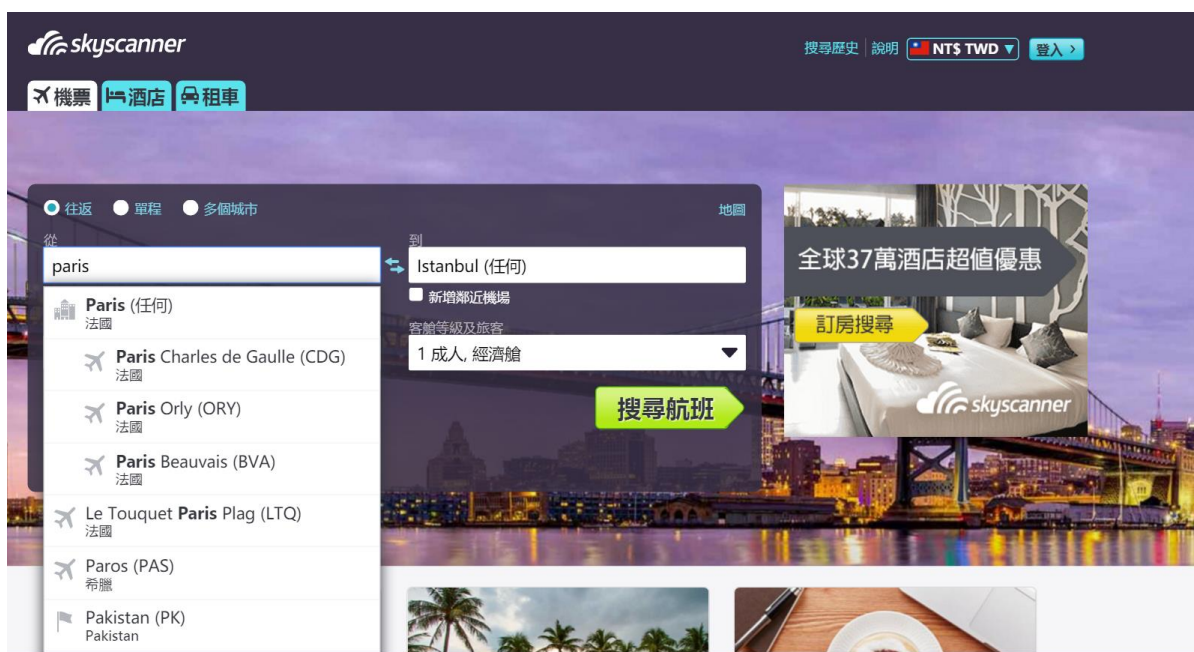 skyscanner
搜尋歷史 說明 NT$ TWD 登入
機票 酒店 租車
往返 單程 多個城市 地圖
從
paris
到
Istanbul (任何)
新增鄰近機場
客艙等級及旅客
1 成人, 經濟艙
搜尋航班
Paris (任何)
法國
Paris Charles de Gaulle (CDG)
法國
Paris Orly (ORY)
法國
Paris Beauvais (BVA)
法國
Le Touquet Paris Plag (LTQ)
法國
Paros (PAS)
希臘
Pakistan (PK)
Pakistan
全球37萬酒店超值優惠
訂房搜尋
skyscanner